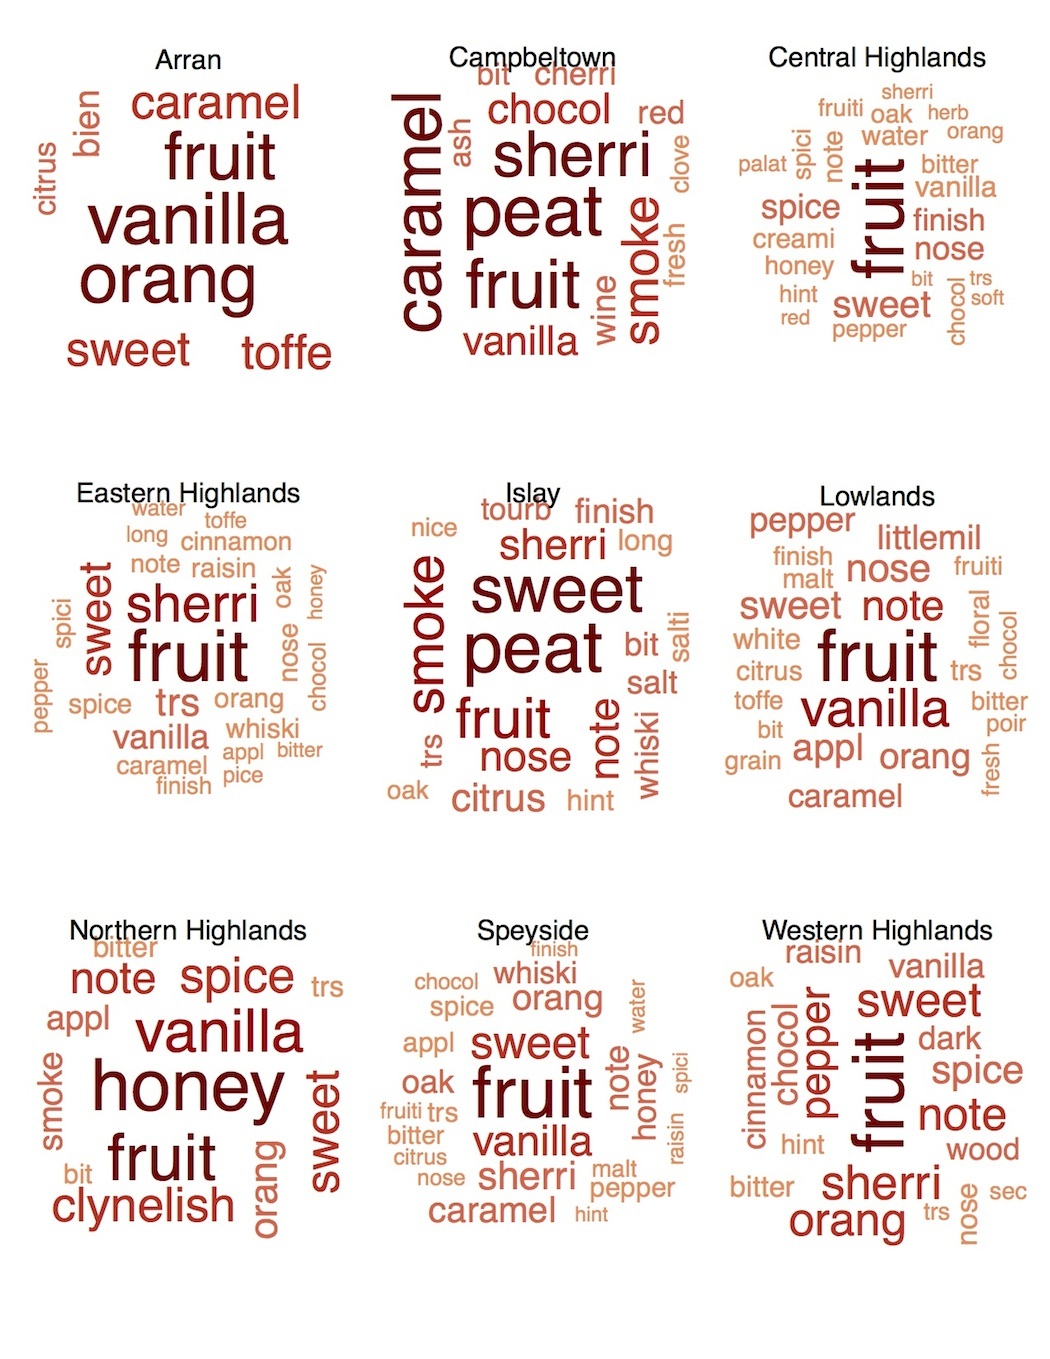 Arran
citrus
bien
caramel
fruit
vanilla
orang
sweet
toffe
Campbeltown
bit
cherri
caramel
ash
chocol
red
sherri
clove
peat
smoke
fresh
fruit
wine
vanilla
Central Highlands
sherri
fruiti
oak
herb
water
orang
palat
spici
note
fruit
bitter
vanilla
spice
finish
creami
nose
honey
bit
trs
hint
sweet
chocol
soft
red
pepper
Eastern Highlands
water
toffe
long
cinnamon
note
raisin
sweet
sherri
oak
honey
spici
fruit
nose
chocol
pepper
spice
trs
orang
vanilla
whiski
caramel
appl
bitter
finish
pice
Islay
tourb
finish
nice
sherri
long
smoke
sweet
peat
bit
salti
salt
fruit
note
whiski
trs
nose
oak
citrus
hint
Lowlands
pepper
littlemil
finish
nose
fruiti
malt
sweet
note
floral
chocol
white
fruit
citrus
trs
toffe
vanilla
bitter
bit
poir
appl
orang
fresh
grain
caramel
Northern Highlands
bitter
note
spice
trs
appl
vanilla
smoke
honey
sweet
fruit
orang
bit
clynelish
Speyside
finish
chocol
whiski
spice
orang
water
appl
sweet
oak
fruit
note
honey
spici
fruiti
trs
bitter
vanilla
raisin
citrus
nose
sherri
malt
pepper
caramel
hint
Western Highlands
raisin
vanilla
oak
sweet
cinnamon
chocol
pepper
fruit
dark
spice
note
hint
wood
bitter
sherri
nose
sec
orang
trs